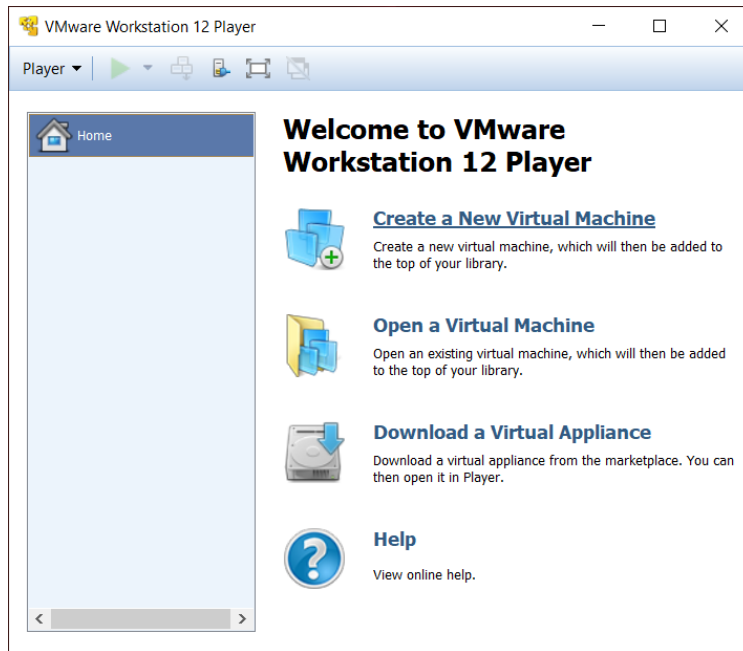 VMware Workstation 12 Player
Player
Home
Welcome to VMware
Workstation 12 Player
Create a New Virtual Machine
Create a new virtual machine, which will then be added to
the top of your library.
Open a Virtual Machine
Open an existing virtual machine, which will then be added
to the top of your library.
Download a Virtual Appliance
Download a virtual appliance from the marketplace. You can
then open it in Player.
Help
View online help.